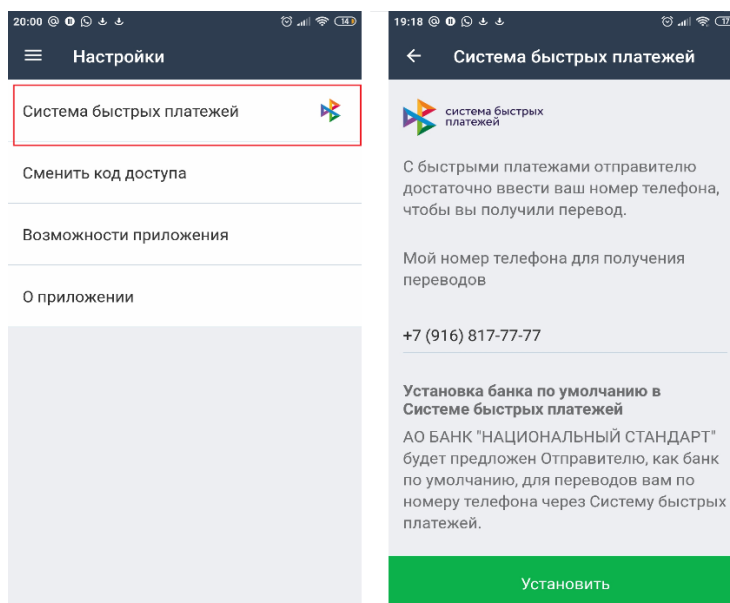 20:00
14
Настройки
Система быстрых платежей
Сменить код доступа
Возможности приложения
О приложении
19:18
17
Система быстрых платежей
система быстрых
платежей
С быстрыми платежами отправителю
достаточно ввести ваш номер телефона,
чтобы вы получили перевод.
Мой номер телефона для получения
переводов
+7 (916) 817-77-77
Установка банка по умолчанию в
Системе быстрых платежей
АО БАНК "НАЦИОНАЛЬНЫЙ СТАНДАРТ"
будет предложен Отправителю, как банк
по умолчанию, для переводов вам по
номеру телефона через Систему быстрых
платежей.
Установить